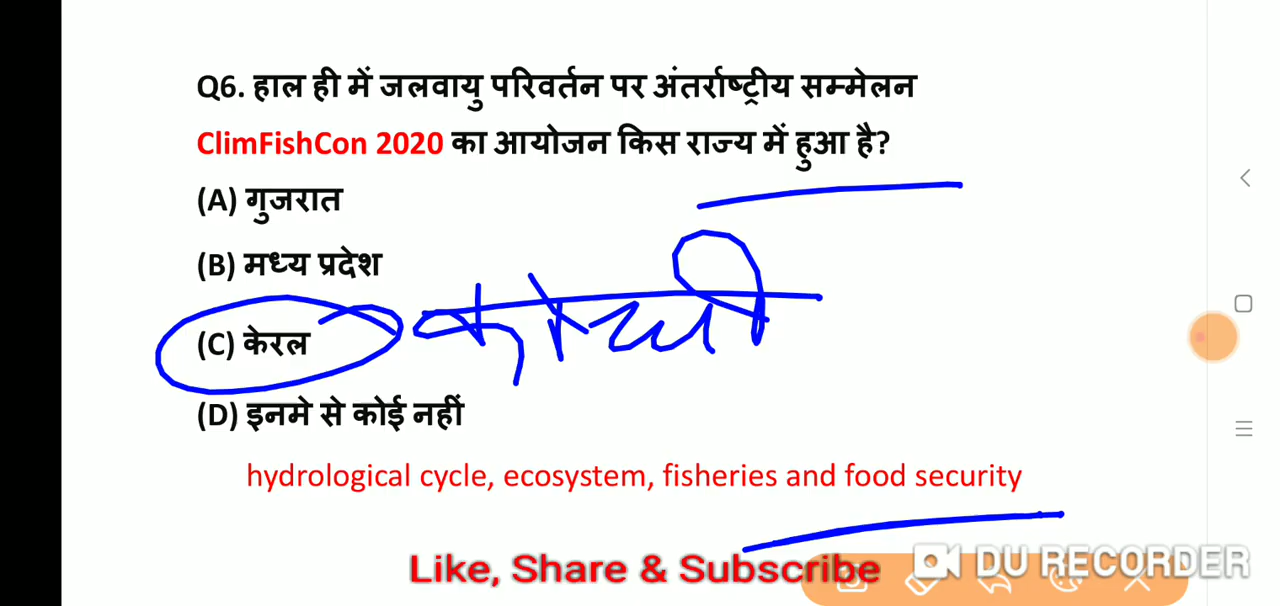 Q6. हाल ही में जलवायु परिवर्तन पर अंतर्राष्ट्रीय सम्मेलन
ClimFishCon 2020 का आयोजन किस राज्य में हुआ है?
(A) गुजरात
(B) मध्य प्रदेश
(C) केरल
कोच्ची
(D) इनमे से कोई नहीं
hydrological cycle, ecosystem, fisheries and food security
Like, Share & Subscribe
DU RECORDER